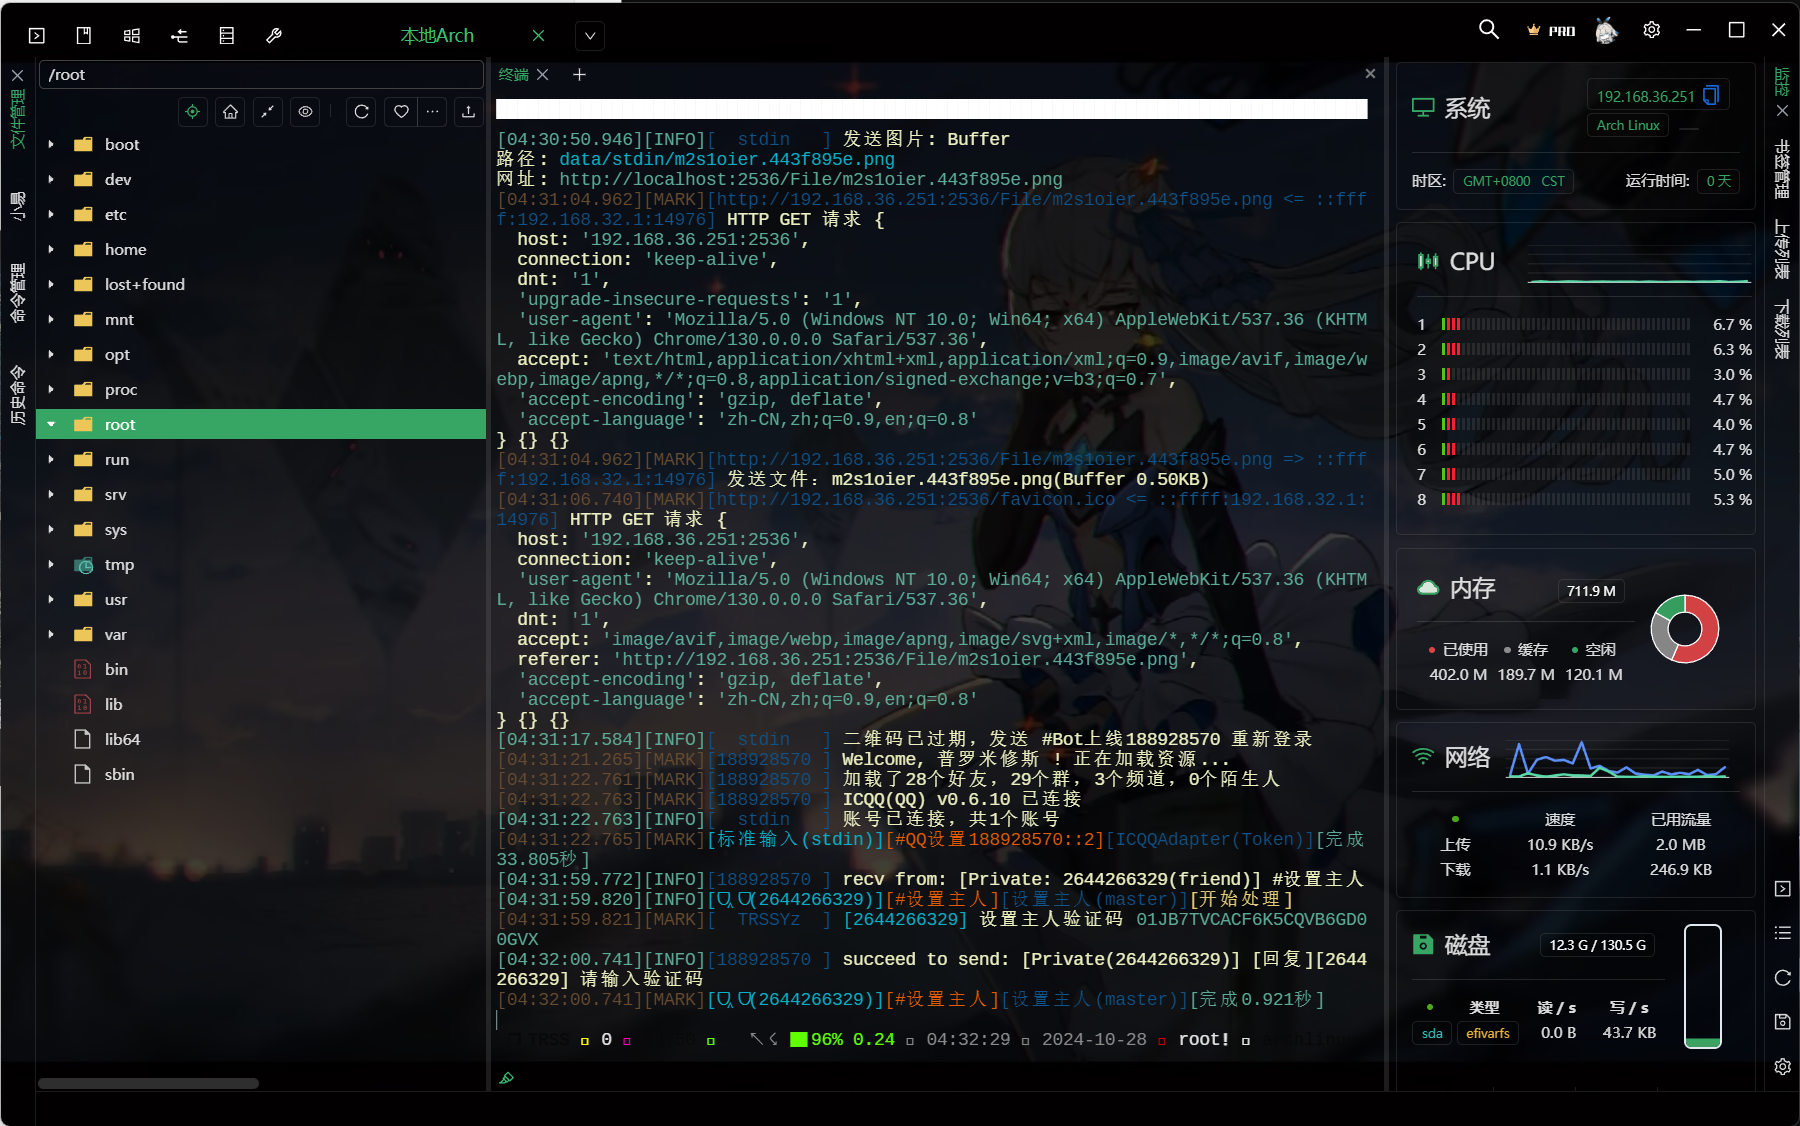 本地Arch
PRO
文件管理
小易
命令管理
历史命令
/root
boot
dev
etc
home
lost+found
mnt
opt
proc
root
run
srv
sys
tmp
usr
var
bin
lib
lib64
sbin
终端
[04:30:50.946][INFO][  stdin   ] 发送图片: Buffer
路径: data/stdin/m2s1oier.443f895e.png
网址: http://localhost:2536/File/m2s1oier.443f895e.png
[04:31:04.962][MARK][http://192.168.36.251:2536/File/m2s1oier.443f895e.png <= ::fff
f:192.168.32.1:14976] HTTP GET 请求 {
  host: '192.168.36.251:2536',
  connection: 'keep-alive',
  dnt: '1',
  'upgrade-insecure-requests': '1',
  'user-agent': 'Mozilla/5.0 (Windows NT 10.0; Win64; x64) AppleWebKit/537.36 (KHTM
L, like Gecko) Chrome/130.0.0.0 Safari/537.36',
  accept: 'text/html,application/xhtml+xml,application/xml;q=0.9,image/avif,image/w
ebp,image/apng,*/*;q=0.8,application/signed-exchange;v=b3;q=0.7',
  'accept-encoding': 'gzip, deflate',
  'accept-language': 'zh-CN,zh;q=0.9,en;q=0.8'
} {} {}
[04:31:04.962][MARK][http://192.168.36.251:2536/File/m2s1oier.443f895e.png => ::fff
f:192.168.32.1:14976] 发送文件: m2s1oier.443f895e.png(Buffer 0.50KB)
[04:31:06.740][MARK][http://192.168.36.251:2536/favicon.ico <= ::ffff:192.168.32.1:
14976] HTTP GET 请求 {
  host: '192.168.36.251:2536',
  connection: 'keep-alive',
  'user-agent': 'Mozilla/5.0 (Windows NT 10.0; Win64; x64) AppleWebKit/537.36 (KHTM
L, like Gecko) Chrome/130.0.0.0 Safari/537.36',
  dnt: '1',
  accept: 'image/avif,image/webp,image/apng,image/svg+xml,image/*,*/*;q=0.8',
  referer: 'http://192.168.36.251:2536/File/m2s1oier.443f895e.png',
  'accept-encoding': 'gzip, deflate',
  'accept-language': 'zh-CN,zh;q=0.9,en;q=0.8'
} {} {}
[04:31:17.584][INFO][  stdin   ] 二维码已过期，发送 #Bot上线188928570 重新登录
[04:31:21.265][MARK][188928570 ] Welcome, 普罗米修斯 ! 正在加载资源...
[04:31:22.761][MARK][188928570 ] 加载了28个好友，29个群，3个频道，0个陌生人
[04:31:22.763][MARK][188928570 ] ICQQ(QQ) v0.6.10 已连接
[04:31:22.763][INFO][  stdin   ] 账号已连接，共1个账号
[04:31:22.765][MARK][标准输入(stdin)][#QQ设置188928570::2][ICQQAdapter(Token)][完成
33.805秒]
[04:31:59.772][INFO][188928570 ] recv from: [Private: 2644266329(friend)] #设置主人
[04:31:59.820][INFO][(2644266329)][#设置主人][设置主人(master)][开始处理]
[04:31:59.821][MARK][  TRSSYz  ] [2644266329] 设置主人验证码 01JB7TVCACF6K5CQVB6GD0
0GVX
[04:32:00.741][INFO][188928570 ] succeed to send: [Private(2644266329)] [回复][2644
266329] 请输入验证码
[04:32:00.741][MARK][(2644266329)][#设置主人][设置主人(master)][完成0.921秒]
TRSS 0 96% 0.24 04:32:29 2024-10-28 root!
系统
192.168.36.251
Arch Linux
时区: GMT+0800 CST 运行时间: 0 天
CPU
1 6.7 %
2 6.3 %
3 3.0 %
4 4.7 %
5 4.0 %
6 4.7 %
7 5.0 %
8 5.3 %
内存 711.9 M
已使用 缓存 空闲
402.0 M 189.7 M 120.1 M
网络
速度 已用流量
上传 10.9 KB/s 2.0 MB
下载 1.1 KB/s 246.9 KB
磁盘 12.3 G / 130.5 G
类型 读 / s 写 / s
sda efivarfs 0.0 B 43.7 KB
监控
书签管理
上传列表
下载列表